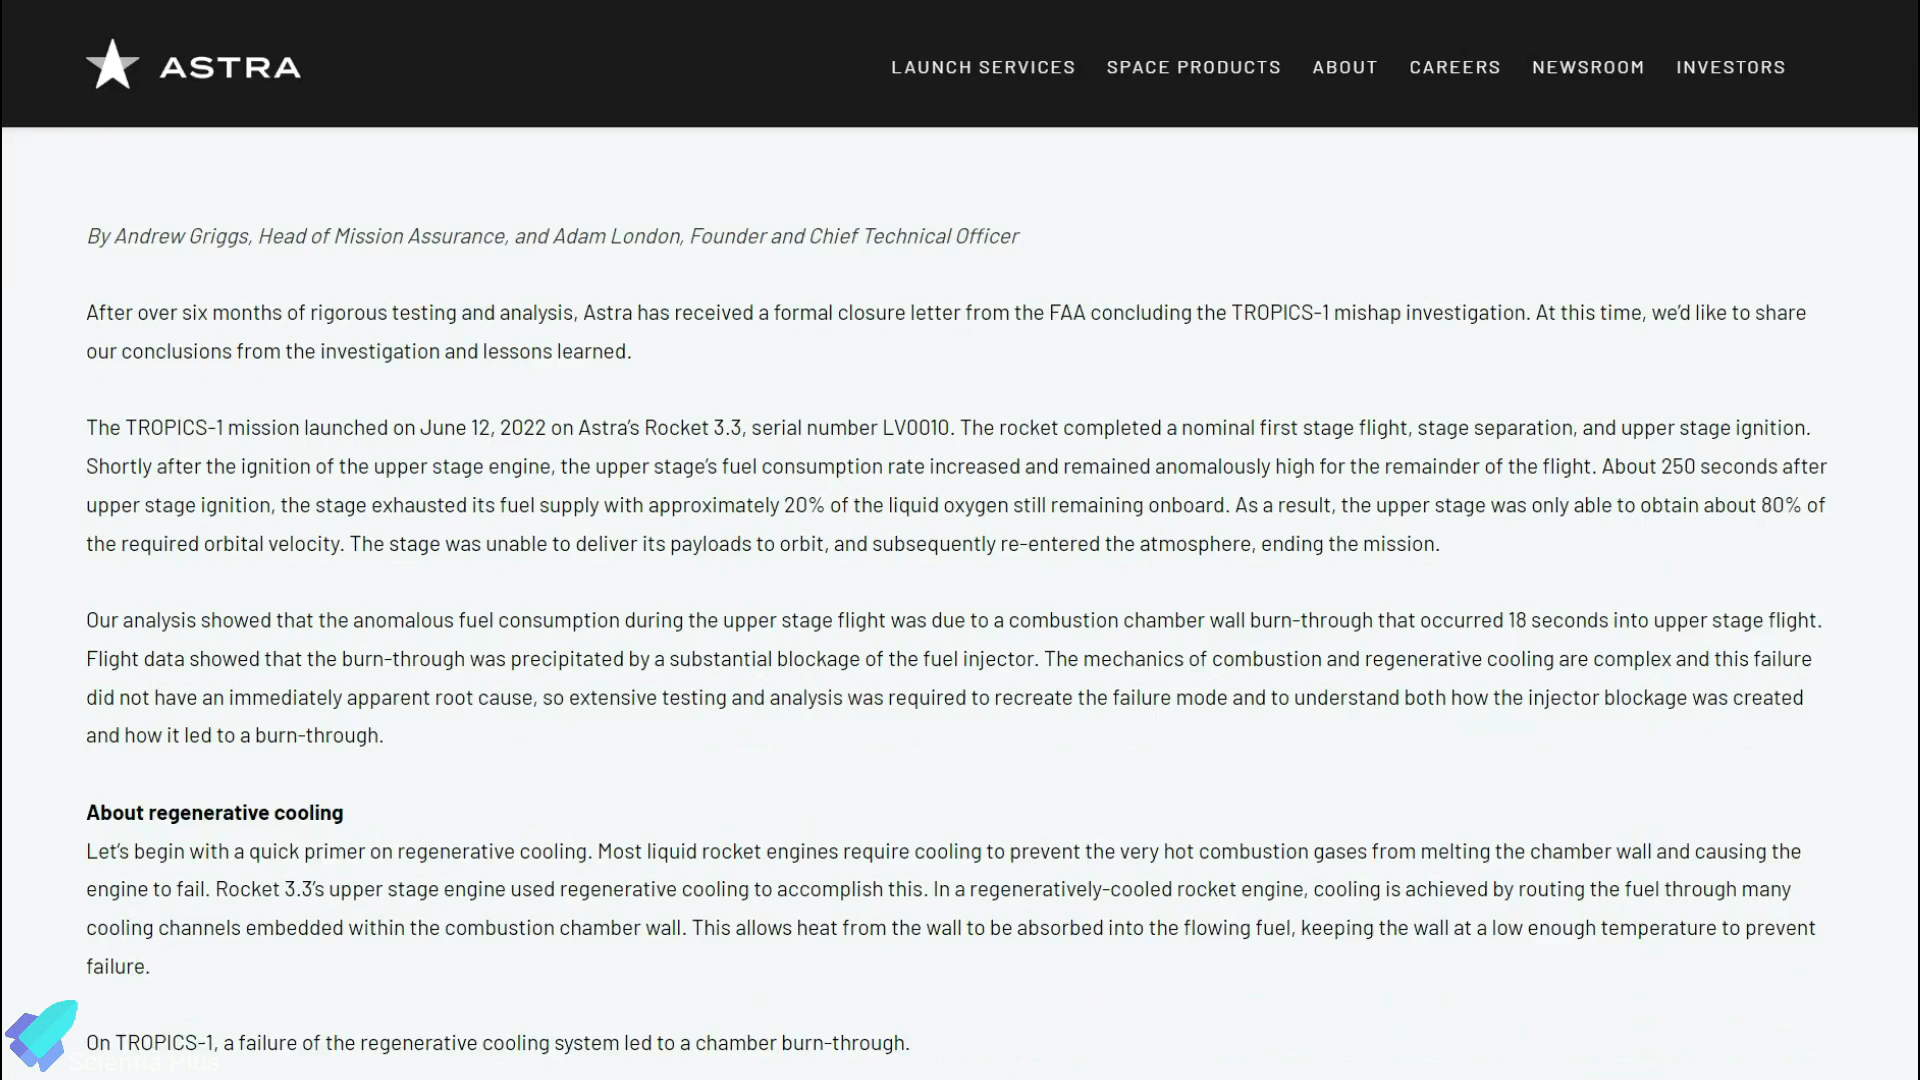 ASTRA
LAUNCH SERVICES SPACE PRODUCTS ABOUT CAREERS NEWSROOM INVESTORS
By Andrew Griggs, Head of Mission Assurance, and Adam London, Founder and Chief Technical Officer
After over six months of rigorous testing and analysis, Astra has received a formal closure letter from the FAA concluding the TROPICS-1 mishap investigation. At this time, we’d like to share
our conclusions from the investigation and lessons learned.
The TROPICS-1 mission launched on June 12, 2022 on Astra’s Rocket 3.3, serial number LV0010. The rocket completed a nominal first stage flight, stage separation, and upper stage ignition.
Shortly after the ignition of the upper stage engine, the upper stage’s fuel consumption rate increased and remained anomalously high for the remainder of the flight. About 250 seconds after
upper stage ignition, the stage exhausted its fuel supply with approximately 20% of the liquid oxygen still remaining onboard. As a result, the upper stage was only able to obtain about 80% of
the required orbital velocity. The stage was unable to deliver its payloads to orbit, and subsequently re-entered the atmosphere, ending the mission.
Our analysis showed that the anomalous fuel consumption during the upper stage flight was due to a combustion chamber wall burn-through that occurred 18 seconds into upper stage flight.
Flight data showed that the burn-through was precipitated by a substantial blockage of the fuel injector. The mechanics of combustion and regenerative cooling are complex and this failure
did not have an immediately apparent root cause, so extensive testing and analysis was required to recreate the failure mode and to understand both how the injector blockage was created
and how it led to a burn-through.
About regenerative cooling
Let’s begin with a quick primer on regenerative cooling. Most liquid rocket engines require cooling to prevent the very hot combustion gases from melting the chamber wall and causing the
engine to fail. Rocket 3.3’s upper stage engine used regenerative cooling to accomplish this. In a regeneratively-cooled rocket engine, cooling is achieved by routing the fuel through many
cooling channels embedded within the combustion chamber wall. This allows heat from the wall to be absorbed into the flowing fuel, keeping the wall at a low enough temperature to prevent
failure.
On TROPICS-1, a failure of the regenerative cooling system led to a chamber burn-through.
Scientia Plus